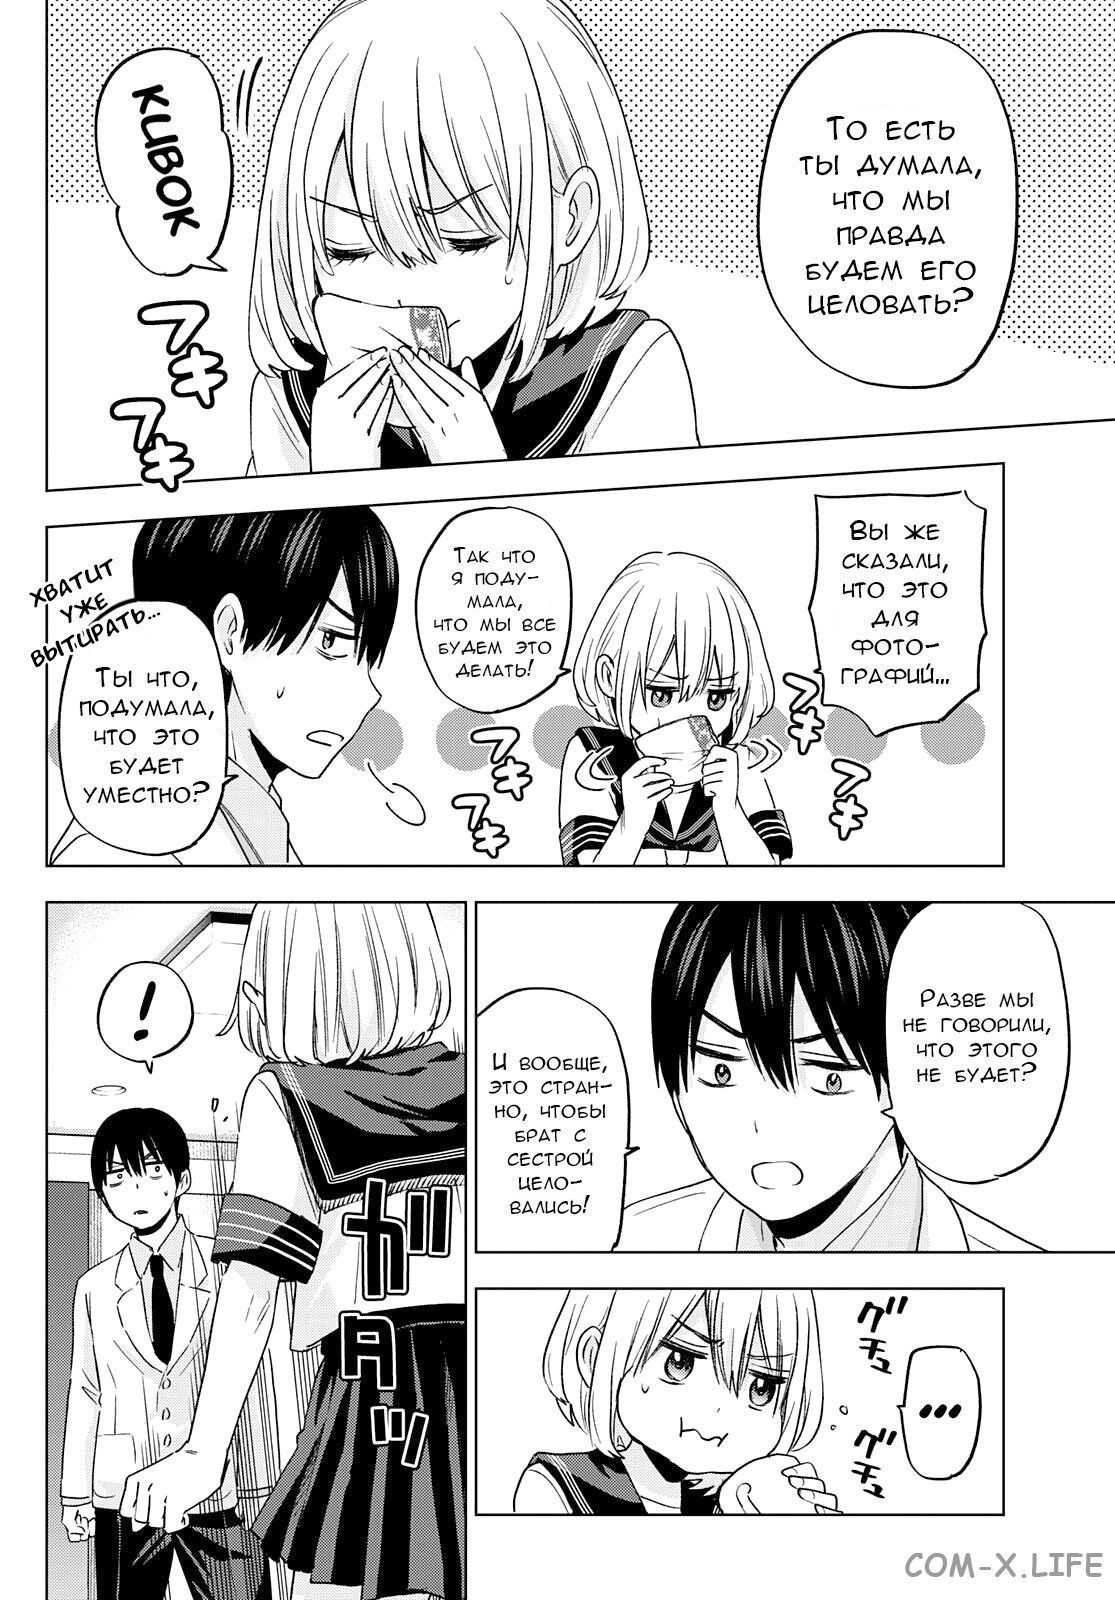 То есть
ты думала,
что мы
правда
будем его
целовать?
КИВОК
フキ
フキ
Вы же
сказали,
что это
для
фото-
графий...
フキ
フキ
Так что
я поду-
мала,
что мы все
будем это
делать!
フキ
フキ
хватит
уже
вытирать...
Ты что,
подумала,
что это
будет
уместно?
Разве мы
не говорили,
что этого
не будет?
И вообще,
это стран-
но, чтобы
брат с
сестрой
цело-
вались!
...
グチュ
グチュ
!
ガタッ
COM-X.LIFE